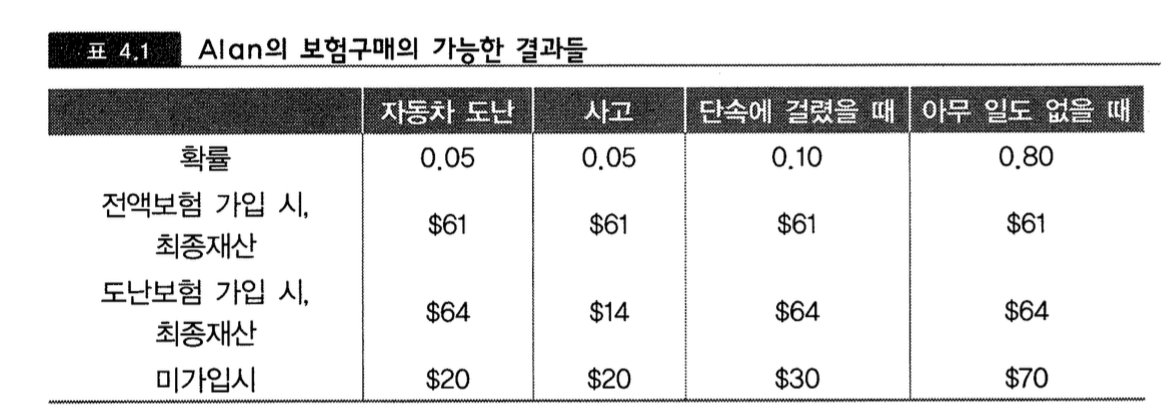 표 4.1 Alan의 보험구매의 가능한 결과들
자동차 도난 사고 단속에 걸렸을 때 아무 일도 없을 때
확률 0.05 0.05 0.10 0.80
전액보험 가입 시,
최종재산 $61 $61 $61 $61
도난보험 가입 시,
최종재산 $64 $14 $64 $64
미가입시 $20 $20 $30 $70